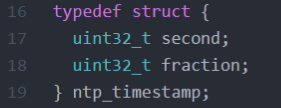 16 typedef struct {
17   uint32_t second;
18   uint32_t fraction;
19 } ntp_timestamp;